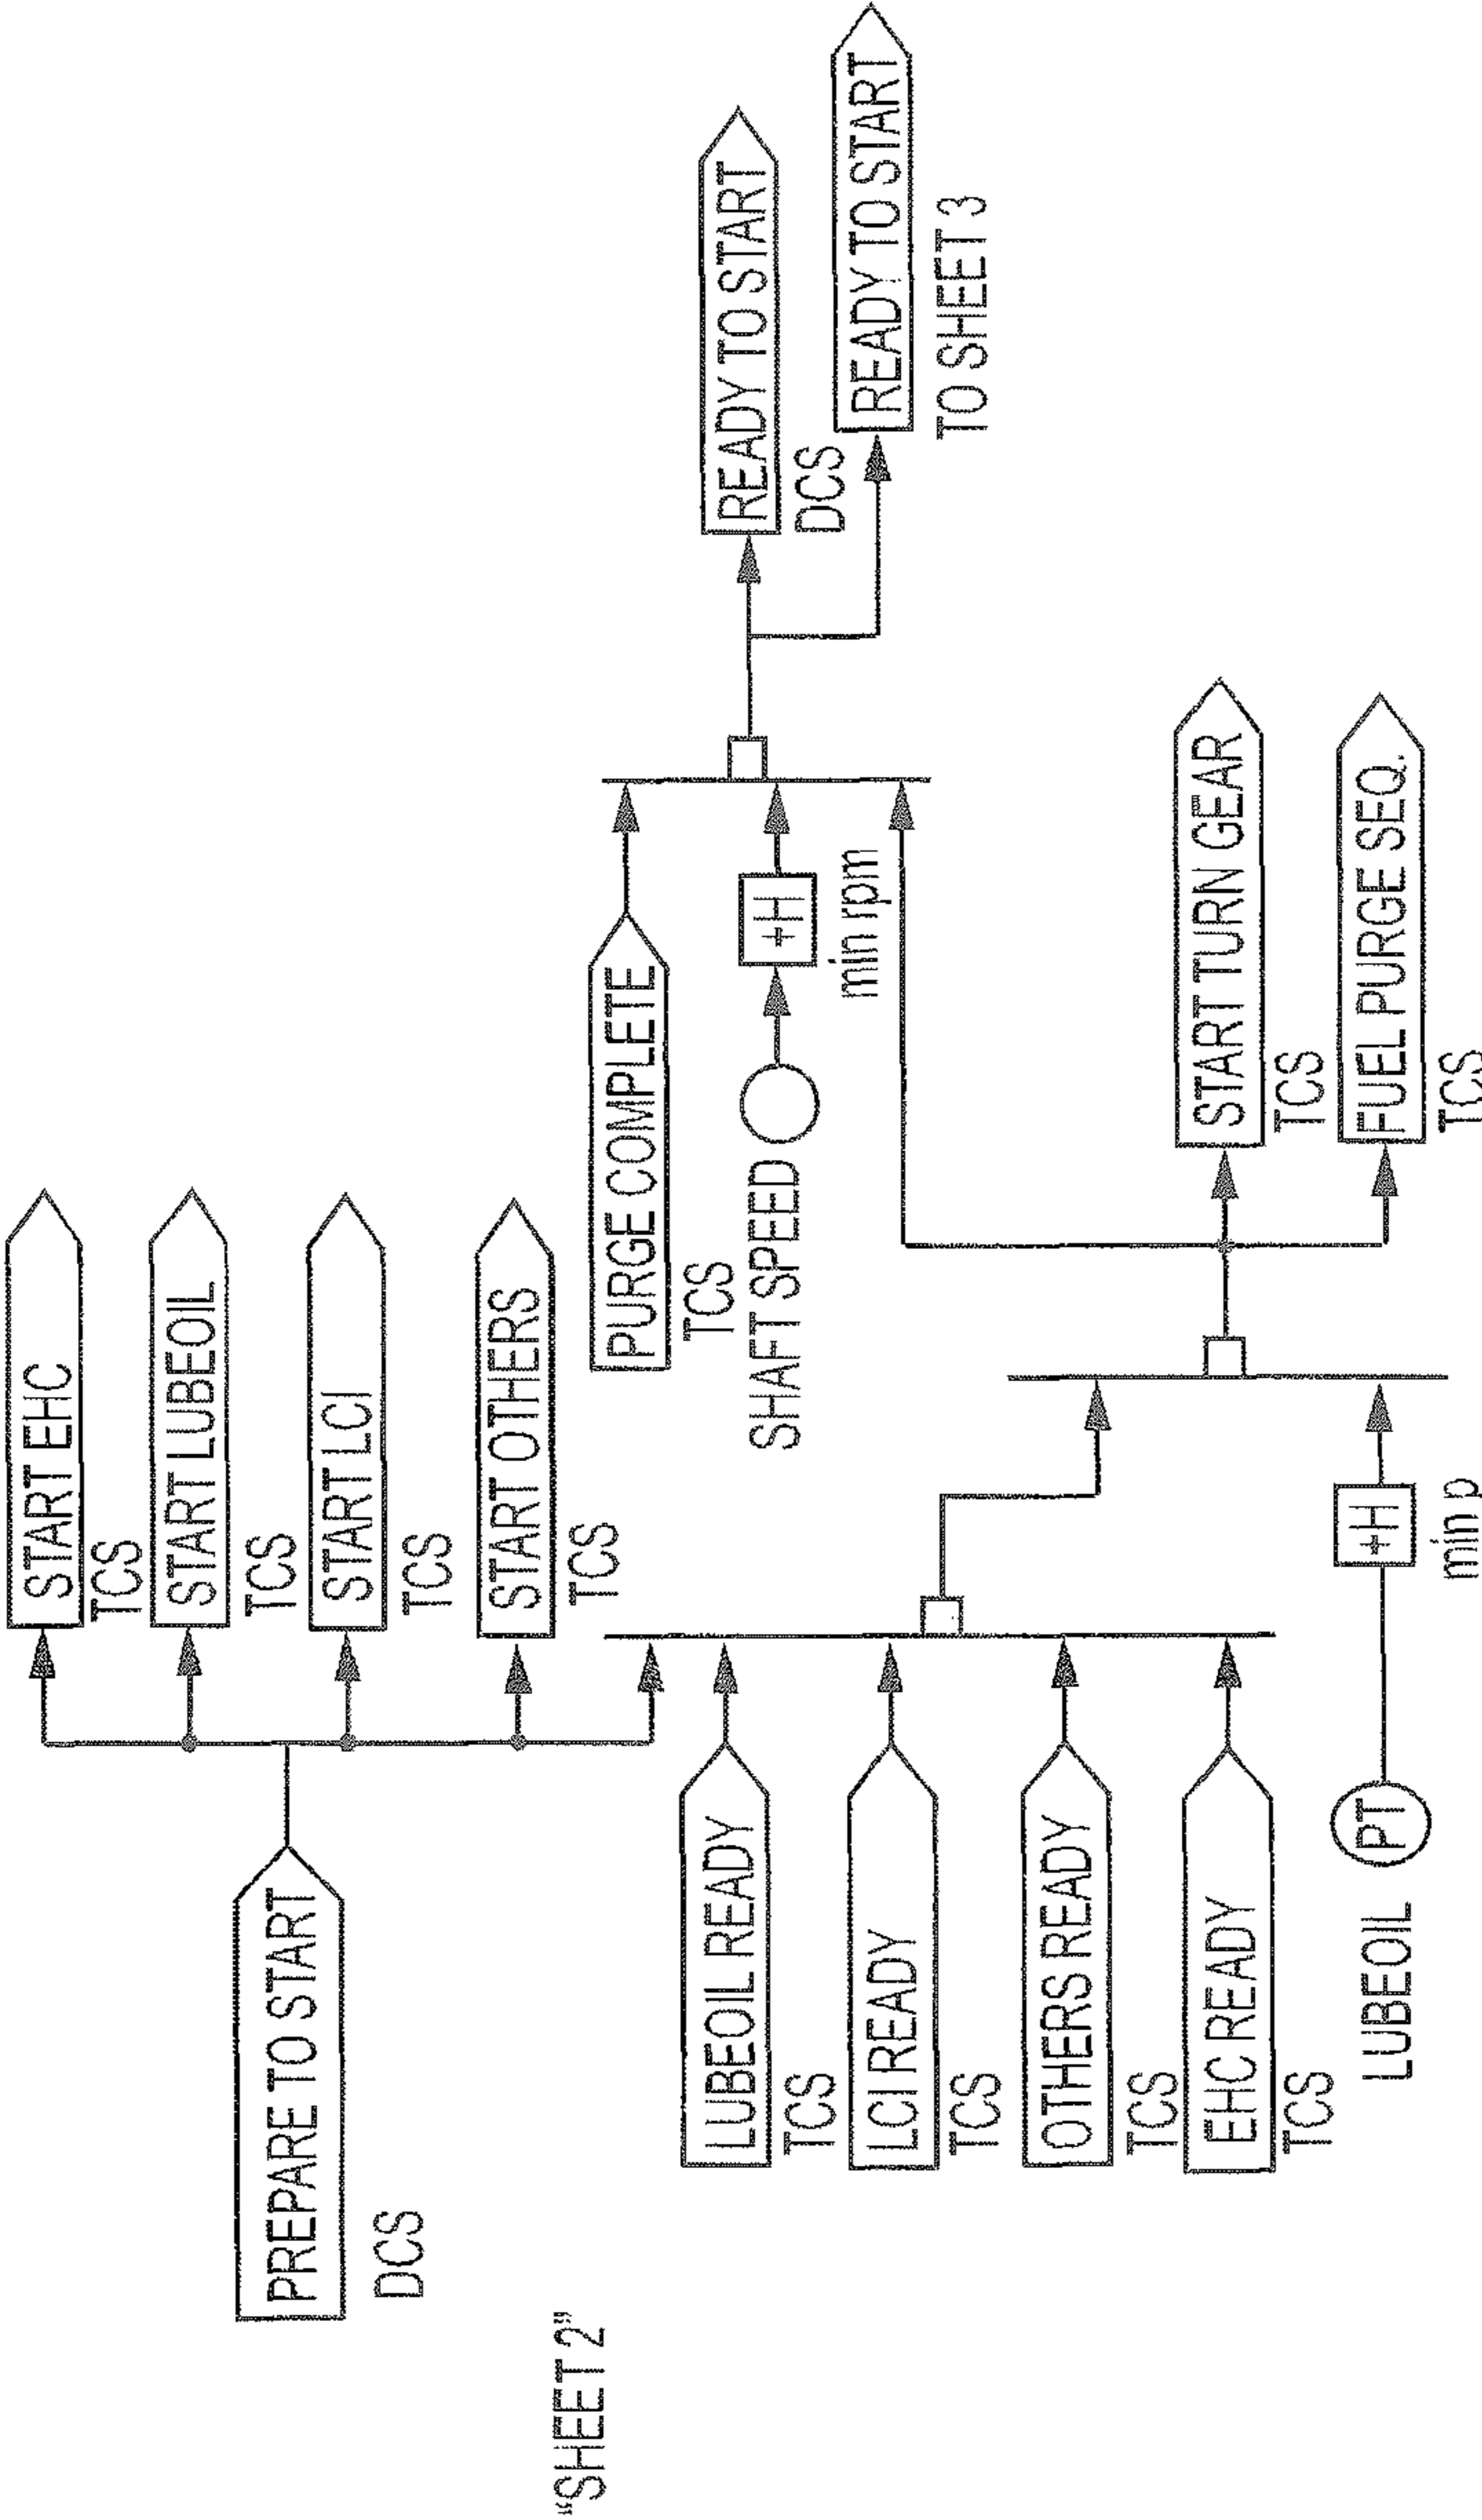 "SHEET 2"
PREPARE TO START
DCS
START EHC
TCS
START LUBEOIL
TCS
START LCI
TCS
START OTHERS
TCS
LUBEOIL READY
TCS
LCI READY
TCS
OTHERS READY
TCS
EHC READY
TCS
LUBEOIL
PT
+H
min p
PURGE COMPLETE
TCS
SHAFT SPEED
+H
min rpm
START TURN GEAR
TCS
FUEL PURGE SEQ.
TCS
READY TO START
DCS
READY TO START
TO SHEET 3